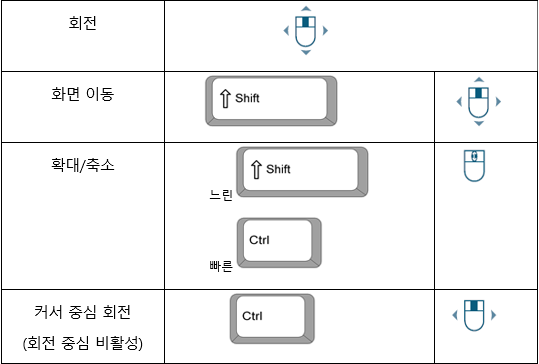 회전
화면 이동
⇧ Shift
확대/축소
⇧ Shift
느린
Ctrl
빠른
커서 중심 회전
(회전 중심 비활성)
Ctrl